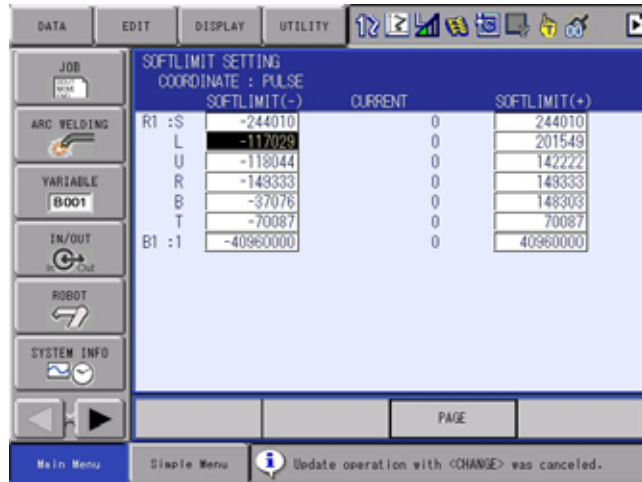 DATA EDIT DISPLAY UTILITY
JOB
ARC WELDING
VARIABLE
B001
IN/OUT
In Out
ROBOT
SYSTEM INFO
SOFTLIMIT SETTING
COORDINATE : PULSE
SOFTLIMIT(-) CURRENT SOFTLIMIT(+)
R1 :S -244010 0 244010
L -117029 0 201549
U -118044 0 142222
R -149333 0 149333
B -37076 0 148303
T -70087 0 70087
B1 :1 -40960000 0 40960000
PAGE
Main Menu Simple Menu Update operation with <CHANGE> was canceled.